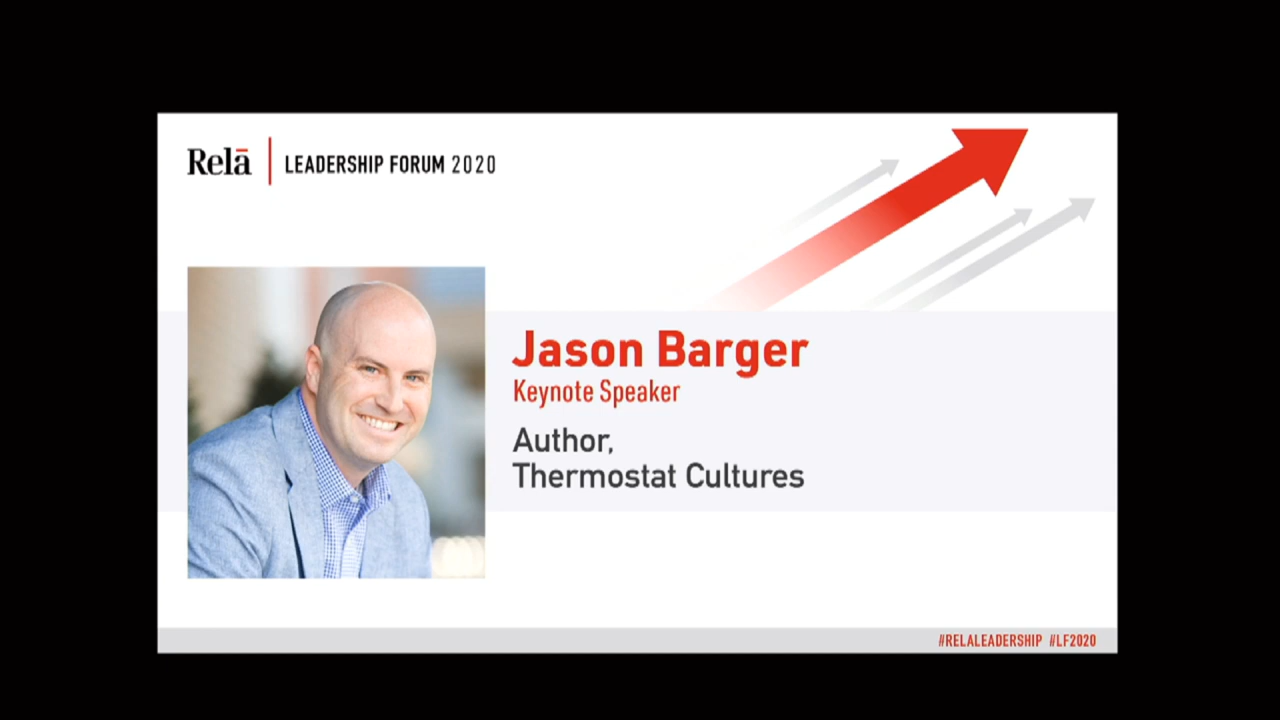 Relā | LEADERSHIP FORUM 2020
Jason Barger
Keynote Speaker
Author,
Thermostat Cultures
#RELALEADERSHIP #LF2020